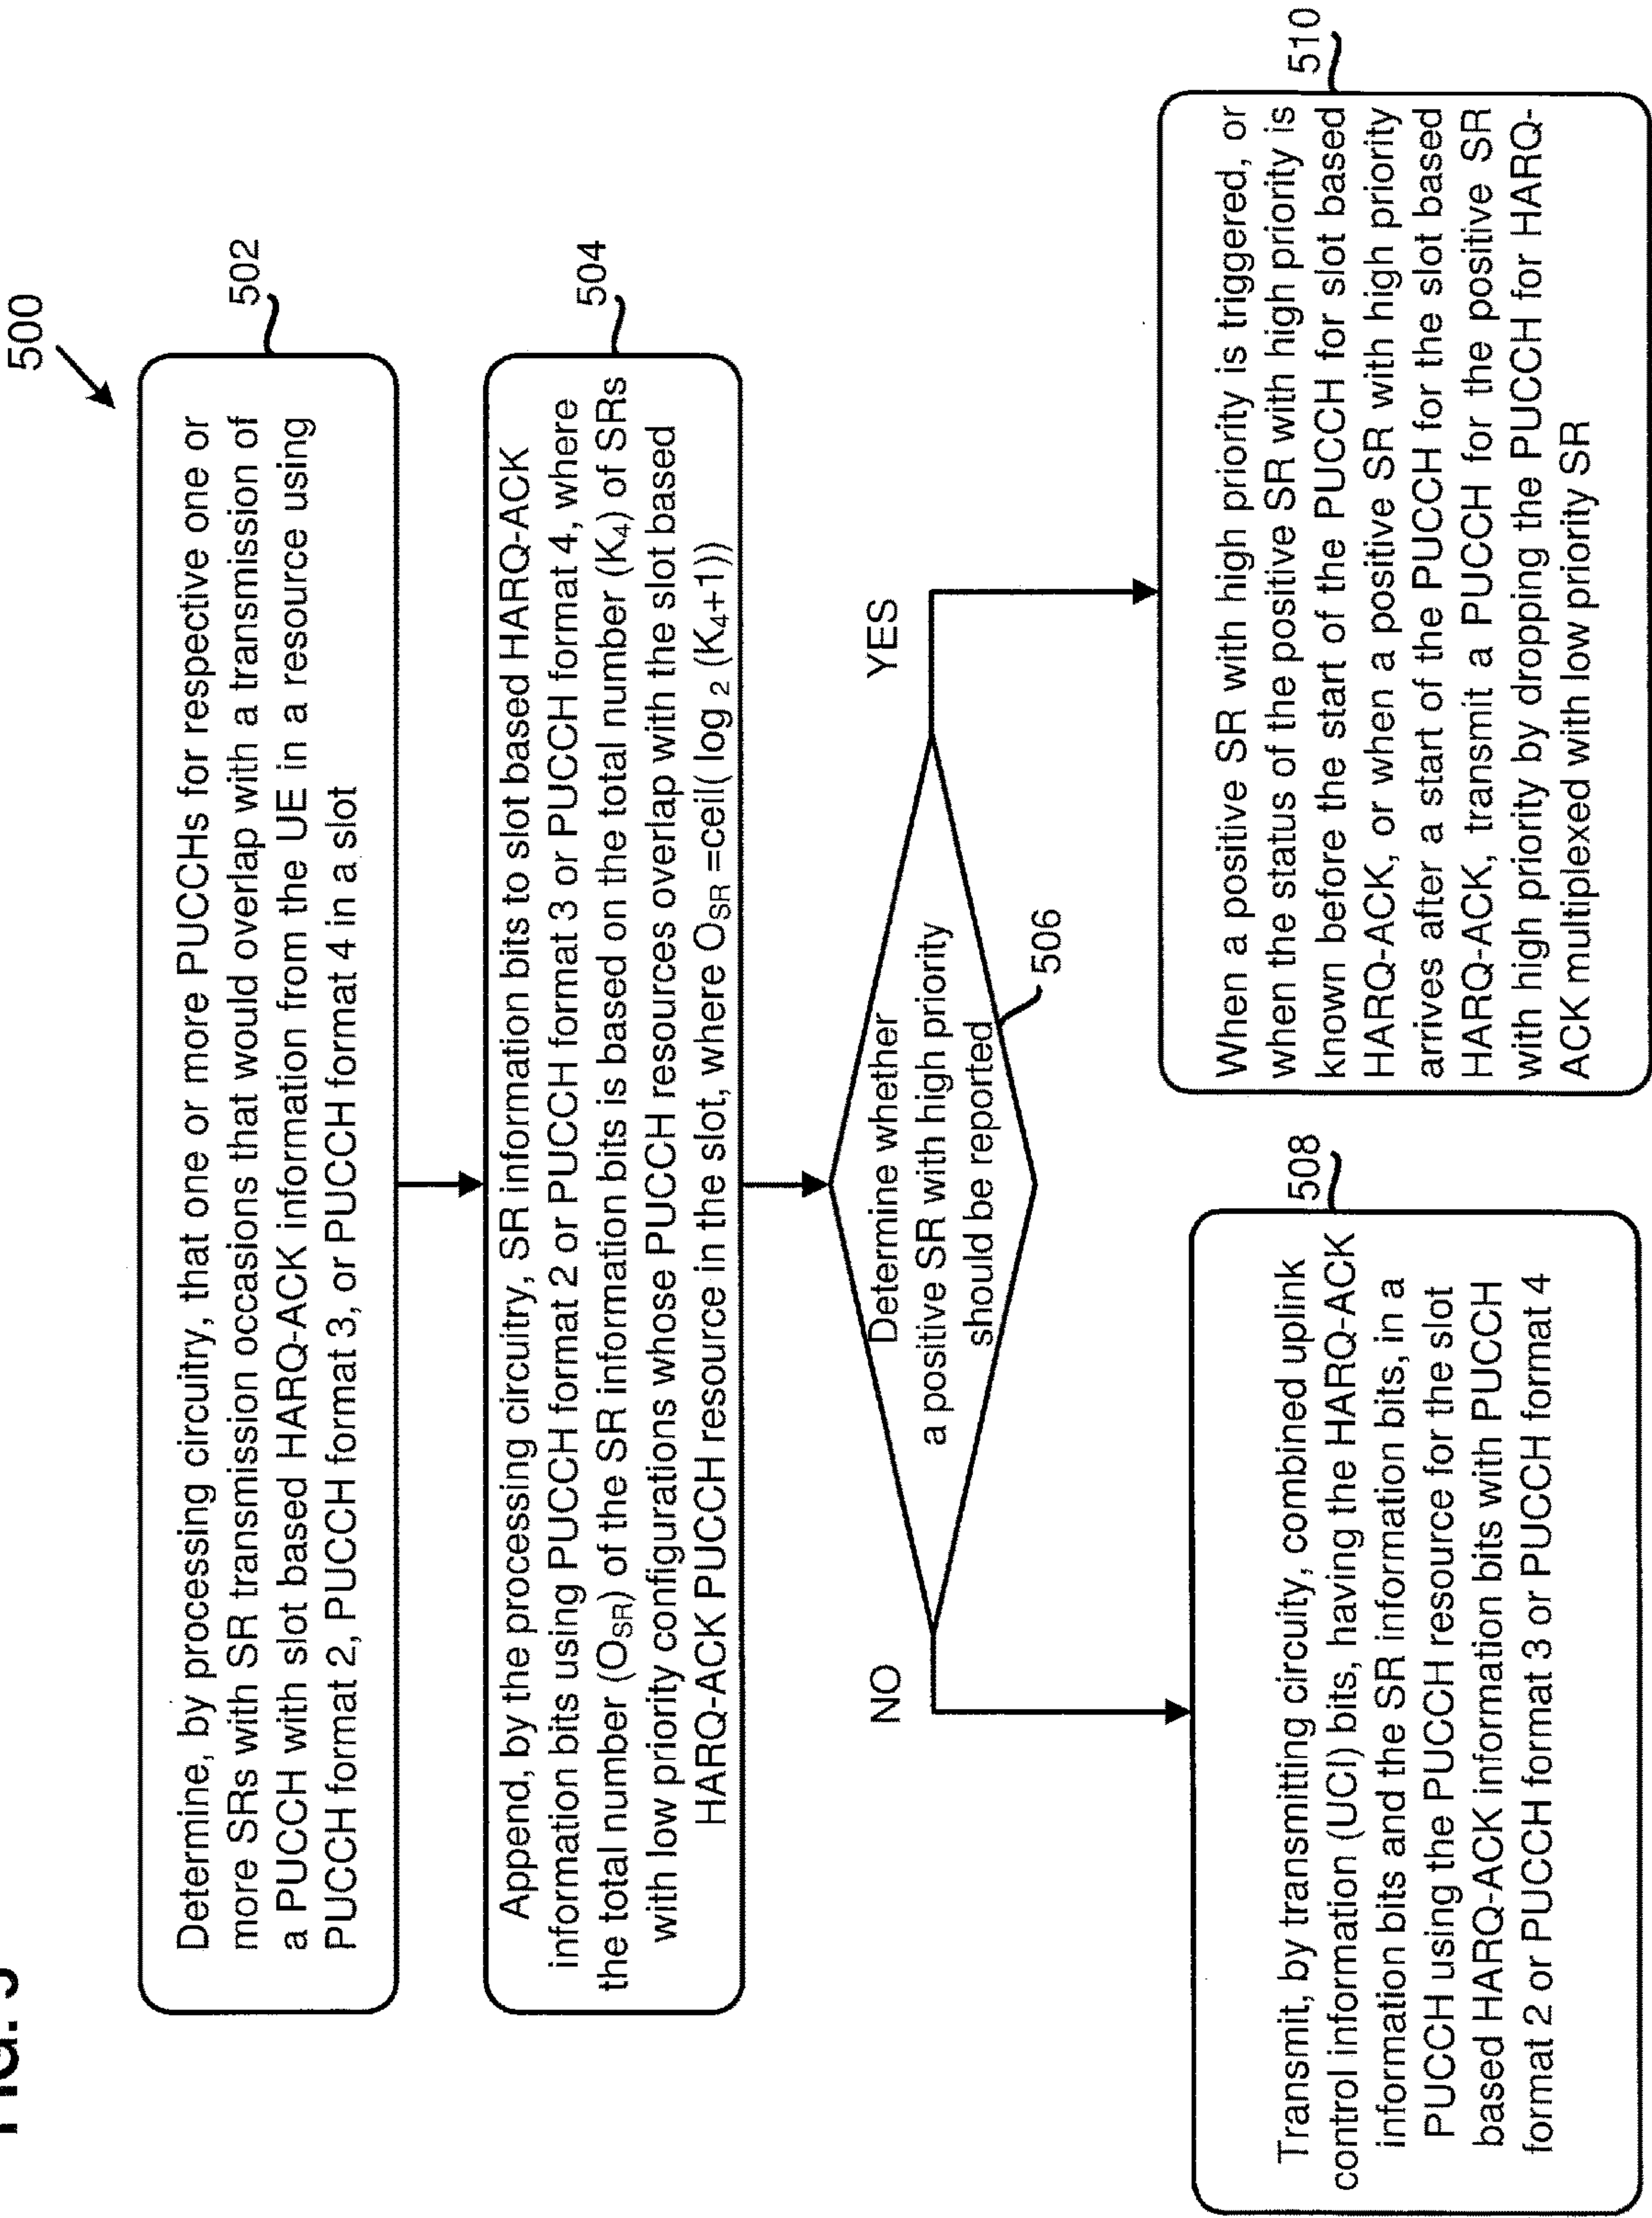 FIG. 5
500
502
Determine, by processing circuitry, that one or more PUCCHs for respective one or
more SRs with SR transmission occasions that would overlap with a transmission of
a PUCCH with slot based HARQ-ACK information from the UE in a resource using
PUCCH format 2, PUCCH format 3, or PUCCH format 4 in a slot
504
Append, by the processing circuitry, SR information bits to slot based HARQ-ACK
information bits using PUCCH format 2 or PUCCH format 3 or PUCCH format 4, where
the total number (O_SR) of the SR information bits is based on the total number (K₄) of SRs
with low priority configurations whose PUCCH resources overlap with the slot based
HARQ-ACK PUCCH resource in the slot, where O_SR =ceil( log ₂ (K₄+1))
Determine whether
a positive SR with high priority
should be reported
506
NO
YES
508
Transmit, by transmitting circuity, combined uplink
control information (UCI) bits, having the HARQ-ACK
information bits and the SR information bits, in a
PUCCH using the PUCCH resource for the slot
based HARQ-ACK information bits with PUCCH
format 2 or PUCCH format 3 or PUCCH format 4
510
When a positive SR with high priority is triggered, or
when the status of the positive SR with high priority is
known before the start of the PUCCH for slot based
HARQ-ACK, or when a positive SR with high priority
arrives after a start of the PUCCH for the slot based
HARQ-ACK, transmit a PUCCH for the positive SR
with high priority by dropping the PUCCH for HARQ-
ACK multiplexed with low priority SR